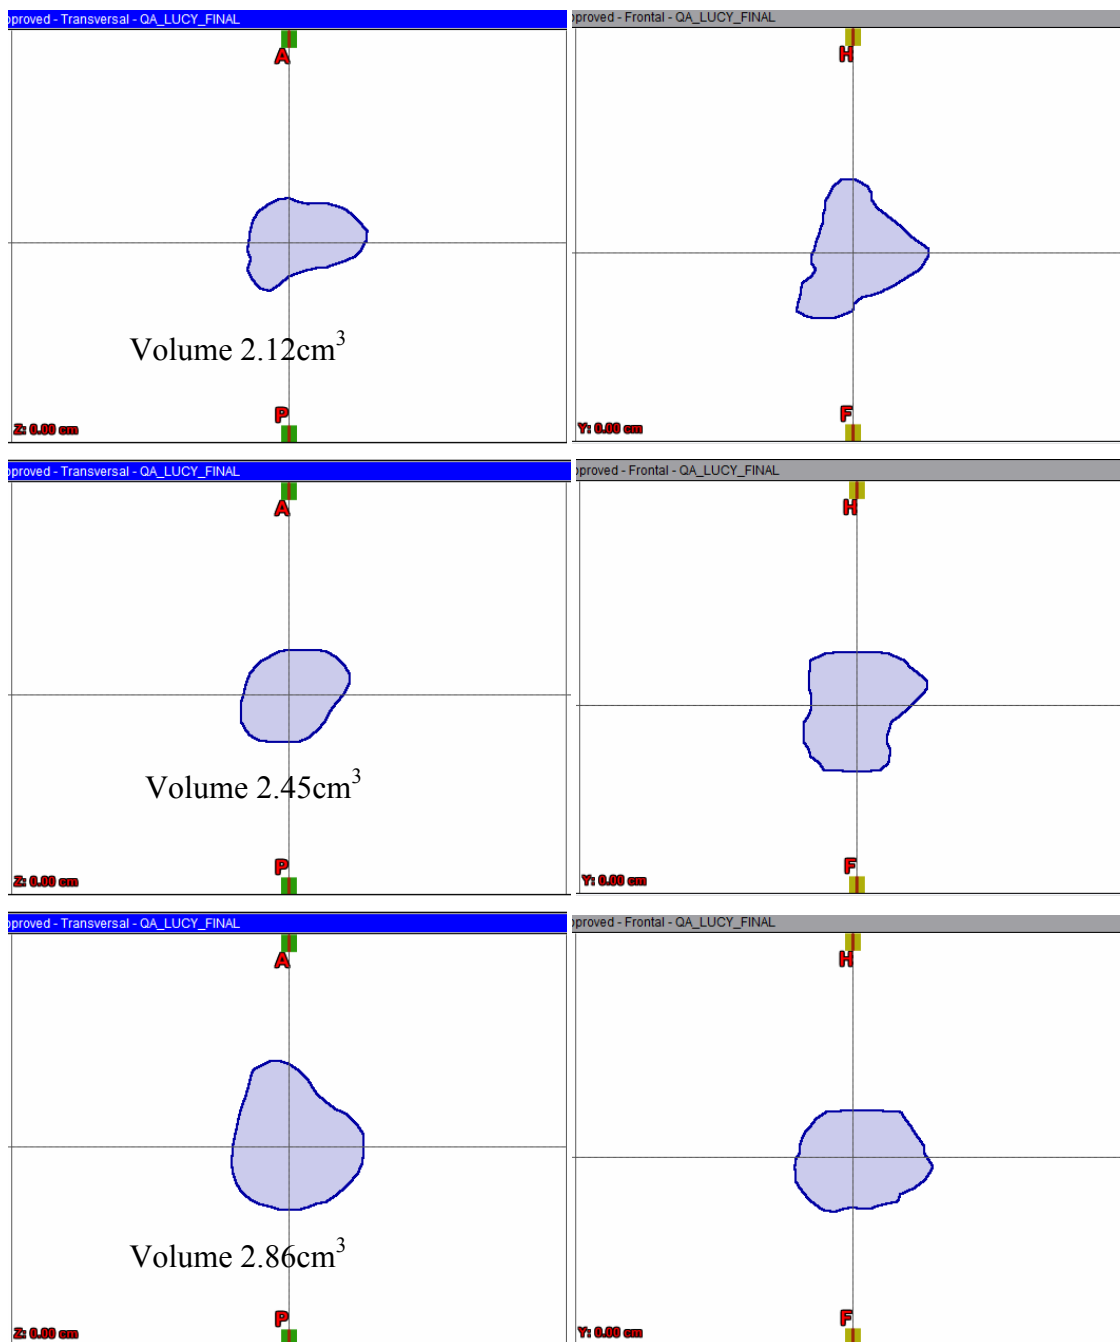 pproved - Transversal - QA_LUCY_FINAL
A
Volume 2.12cm³
P
Z: 0.00 cm
pproved - Frontal - QA_LUCY_FINAL
H
F
Y: 0.00 cm
pproved - Transversal - QA_LUCY_FINAL
A
Volume 2.45cm³
P
Z: 0.00 cm
pproved - Frontal - QA_LUCY_FINAL
H
F
Y: 0.00 cm
pproved - Transversal - QA_LUCY_FINAL
A
Volume 2.86cm³
P
Z: 0.00 cm
pproved - Frontal - QA_LUCY_FINAL
H
F
Y: 0.00 cm